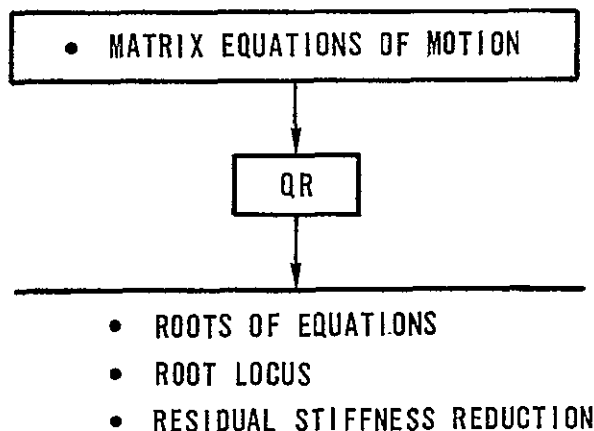 • MATRIX EQUATIONS OF MOTION
QR
• ROOTS OF EQUATIONS
• ROOT LOCUS
• RESIDUAL STIFFNESS REDUCTION